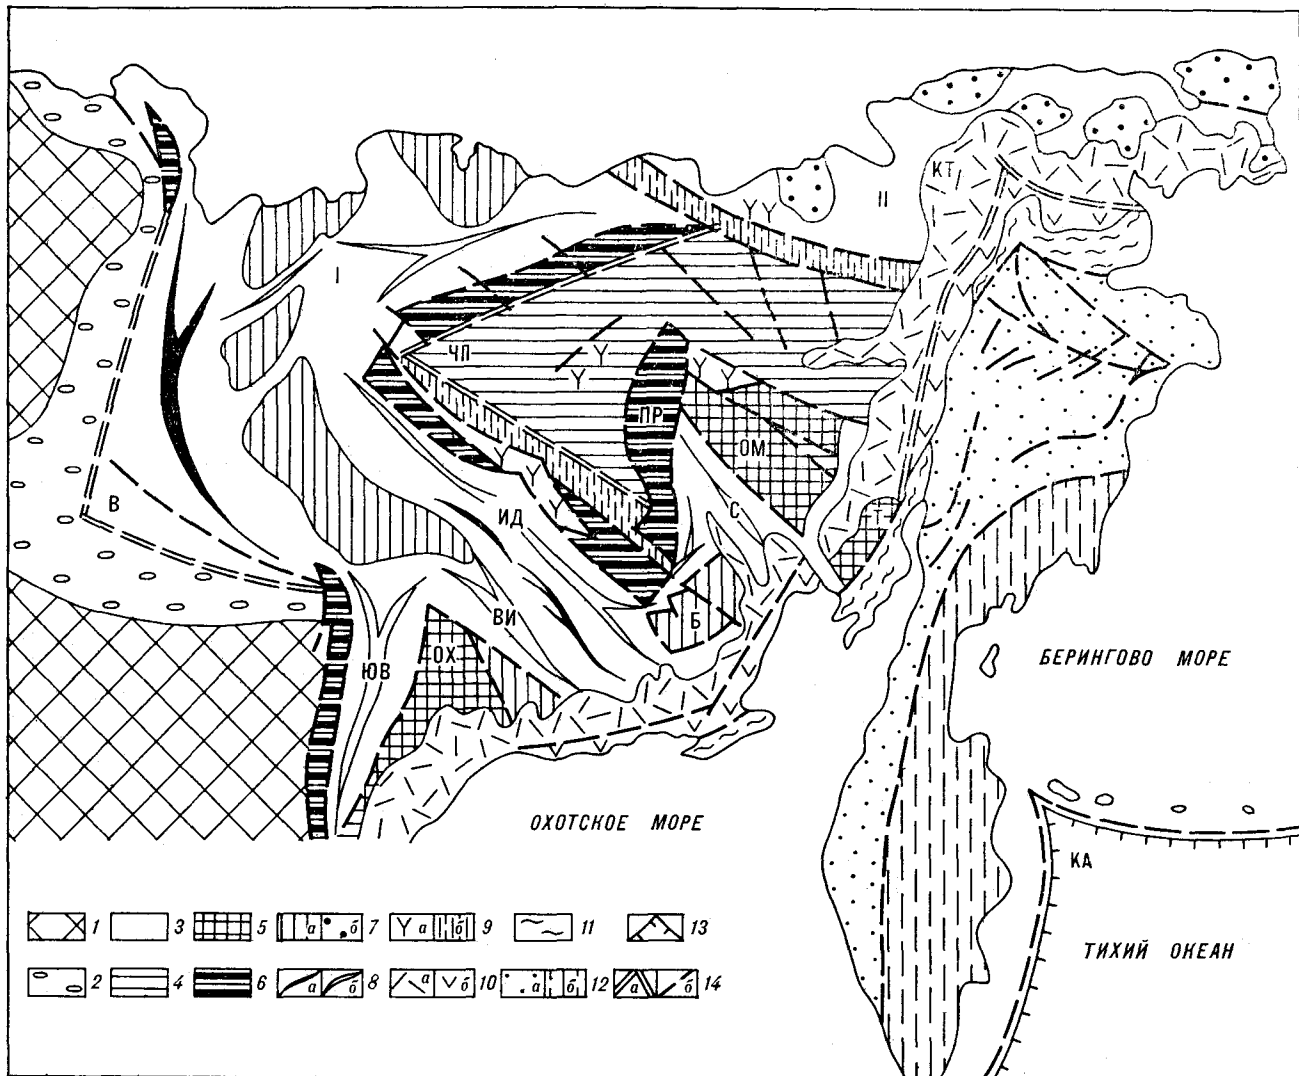 КТ
II
I
ЧП
ПР
ОМ
В
ИД
С
Т
ВИ
Б
ОХ
ЮВ
БЕРИНГОВО МОРЕ
ОХОТСКОЕ МОРЕ
КА
ТИХИЙ ОКЕАН
1 3 5 а б 7 а б 9 11 13
2 4 6 а б 8 а б 10 а б 12 а б 14